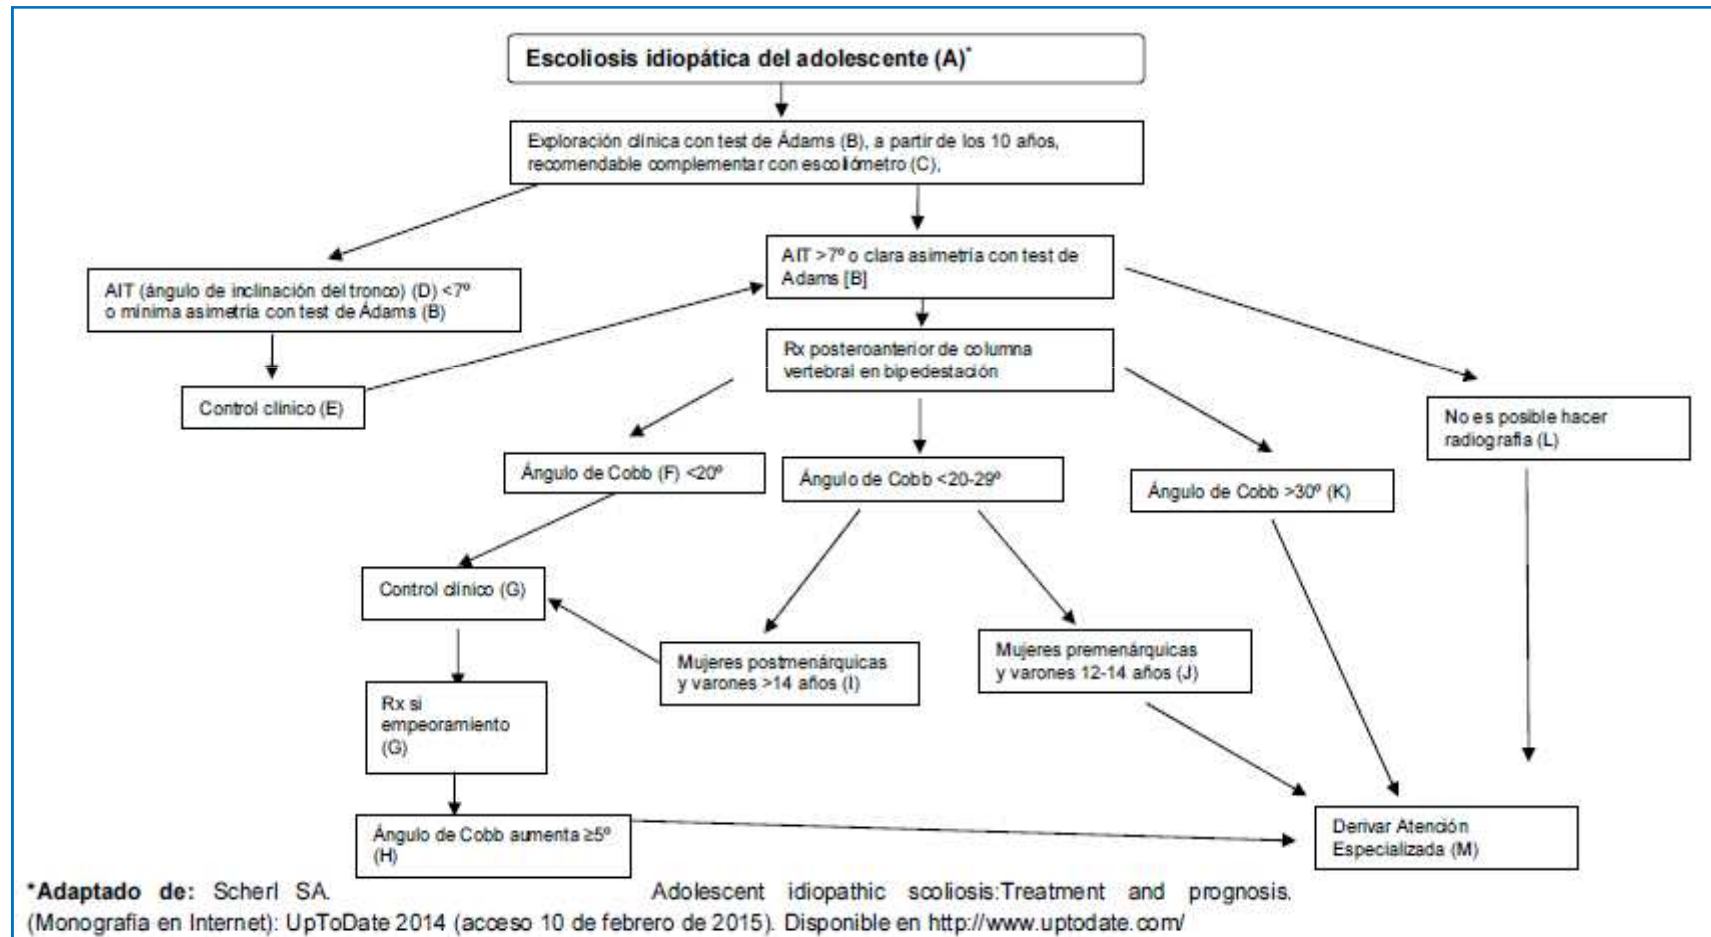 Escoliosis idiopática del adolescente (A)*
Exploración clínica con test de Ádams (B), a partir de los 10 años,
recomendable complementar con escoliómetro (C),
AIT >7º o clara asimetría con test de
Adams [B]
AIT (ángulo de inclinación del tronco) (D) <7º
o mínima asimetría con test de Ádams (B)
Rx posteroanterior de columna
vertebral en bipedestación
Control clínico (E)
No es posible hacer
radiografía (L)
Ángulo de Cobb (F) <20º
Ángulo de Cobb <20-29º
Ángulo de Cobb >30º (K)
Control clínico (G)
Mujeres postmenárquicas
y varones >14 años (I)
Mujeres premenárquicas
y varones 12-14 años (J)
Rx si
empeoramiento
(G)
Ángulo de Cobb aumenta ≥5º
(H)
Derivar Atención
Especializada (M)
*Adaptado de: Scherl SA. Adolescent idiopathic scoliosis:Treatment and prognosis.
(Monografía en Internet): UpToDate 2014 (acceso 10 de febrero de 2015). Disponible en http://www.uptodate.com/